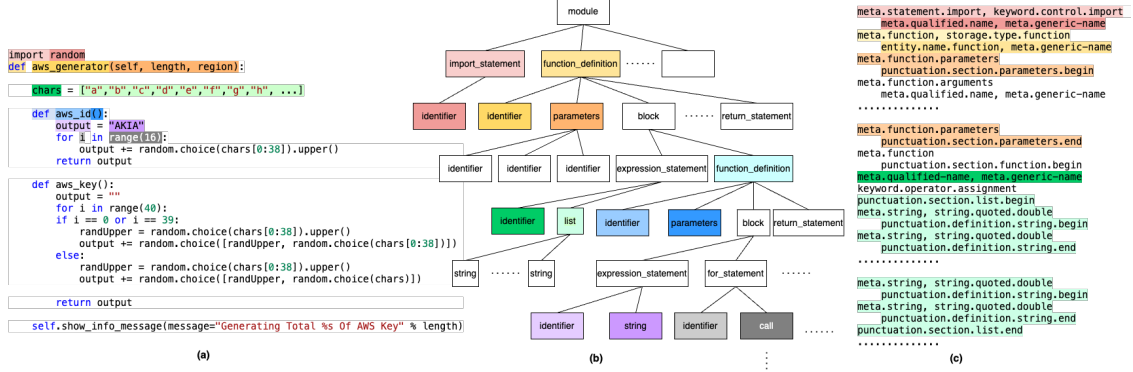 import random
def aws_generator(self, length, region):
chars = ["a","b","c","d","e","f","g","h", ...]
def aws_id():
output = "AKIA"
for i in range(16):
output += random.choice(chars[0:38]).upper()
return output
def aws_key():
output = ""
for i in range(40):
if i == 0 or i == 39:
randUpper = random.choice(chars[0:38]).upper()
output += random.choice([randUpper, random.choice(chars[0:38])])
else:
randUpper = random.choice(chars[0:38]).upper()
output += random.choice([randUpper, random.choice(chars)])
return output
self.show_info_message(message="Generating Total %s Of AWS Key" % length)
(a)
module
import_statement function_definition ......
identifier identifier parameters block ...... return_statement
identifier identifier identifier expression_statement function_definition
identifier list identifier parameters block return_statement
string ...... string expression_statement for_statement ......
identifier string identifier call ......
(b)
meta.statement.import, keyword.control.import
meta.qualified.name, meta.generic-name
meta.function, storage.type.function
entity.name.function, meta.generic-name
meta.function.parameters
punctuation.section.parameters.begin
meta.function.arguments
meta.qualified.name, meta.generic-name
..............
meta.function.parameters
punctuation.section.parameters.end
meta.function
punctuation.section.function.begin
meta.qualified-name, meta.generic-name
keyword.operator.assignment
punctuation.section.list.begin
meta.string, string.quoted.double
punctuation.definition.string.begin
meta.string, string.quoted.double
punctuation.definition.string.end
..............
meta.string, string.quoted.double
punctuation.definition.string.begin
meta.string, string.quoted.double
punctuation.definition.string.end
punctuation.section.list.end
..............
(c)